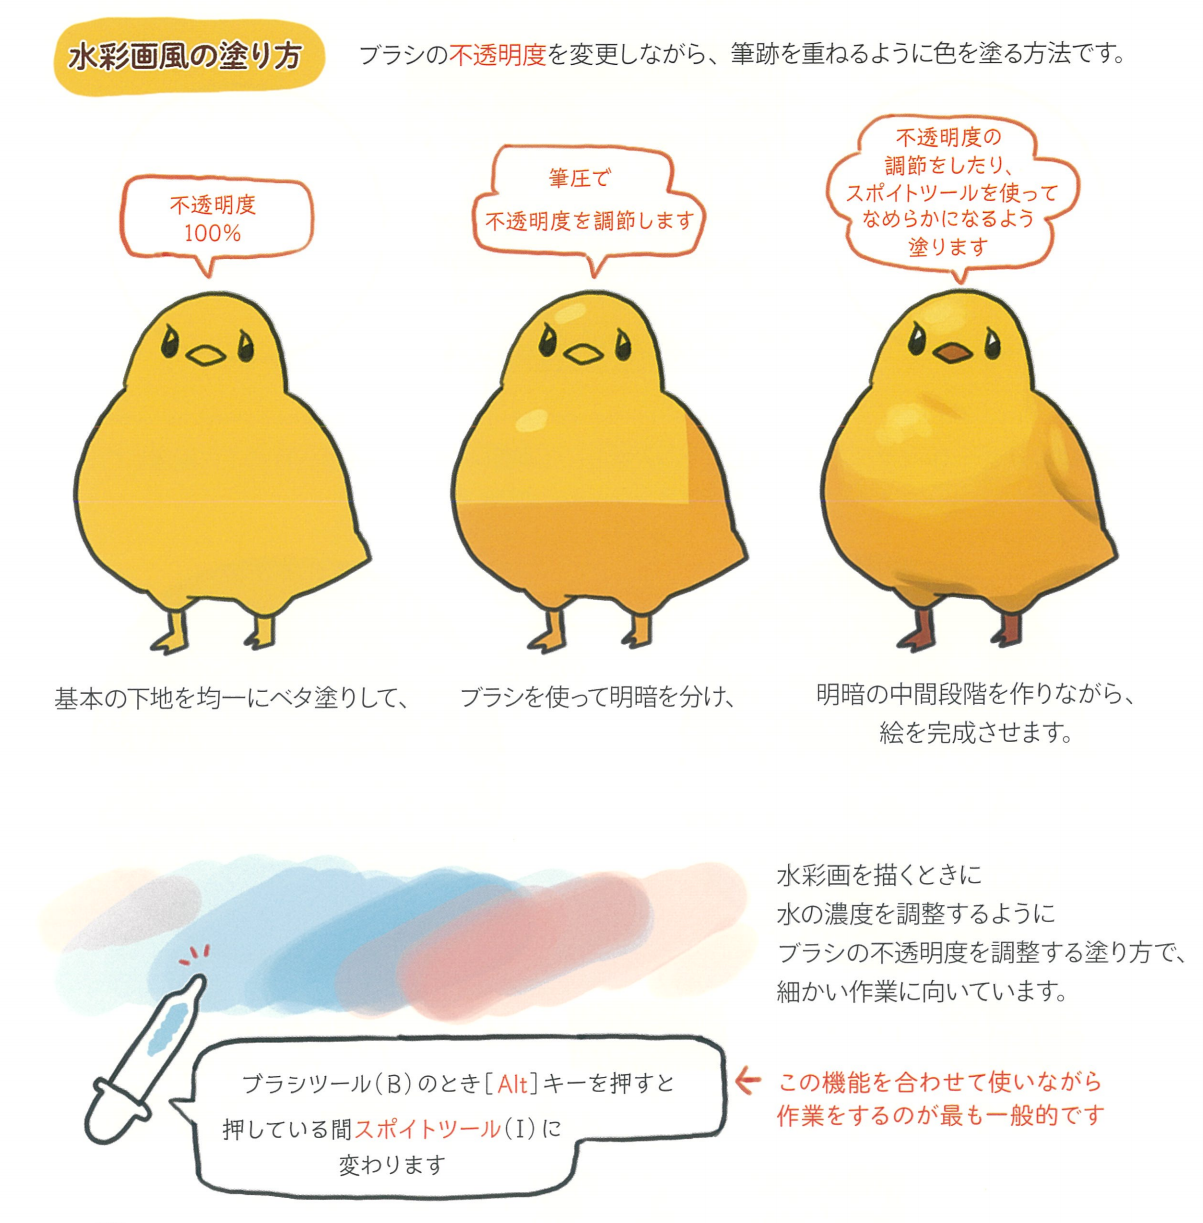 水彩画風の塗り方
ブラシの不透明度を変更しながら、筆跡を重ねるように色を塗る方法です。
不透明度
100%
筆圧で
不透明度を調節します
不透明度の
調節をしたり、
スポイトツールを使って
なめらかになるよう
塗ります
基本の下地を均一にベタ塗りして、
ブラシを使って明暗を分け、
明暗の中間段階を作りながら、
絵を完成させます。
水彩画を描くときに
水の濃度を調整するように
ブラシの不透明度を調整する塗り方で、
細かい作業に向いています。
ブラシツール(B)のとき[Alt]キーを押すと
押している間スポイトツール(I)に
変わります
この機能を合わせて使いながら
作業をするのが最も一般的です